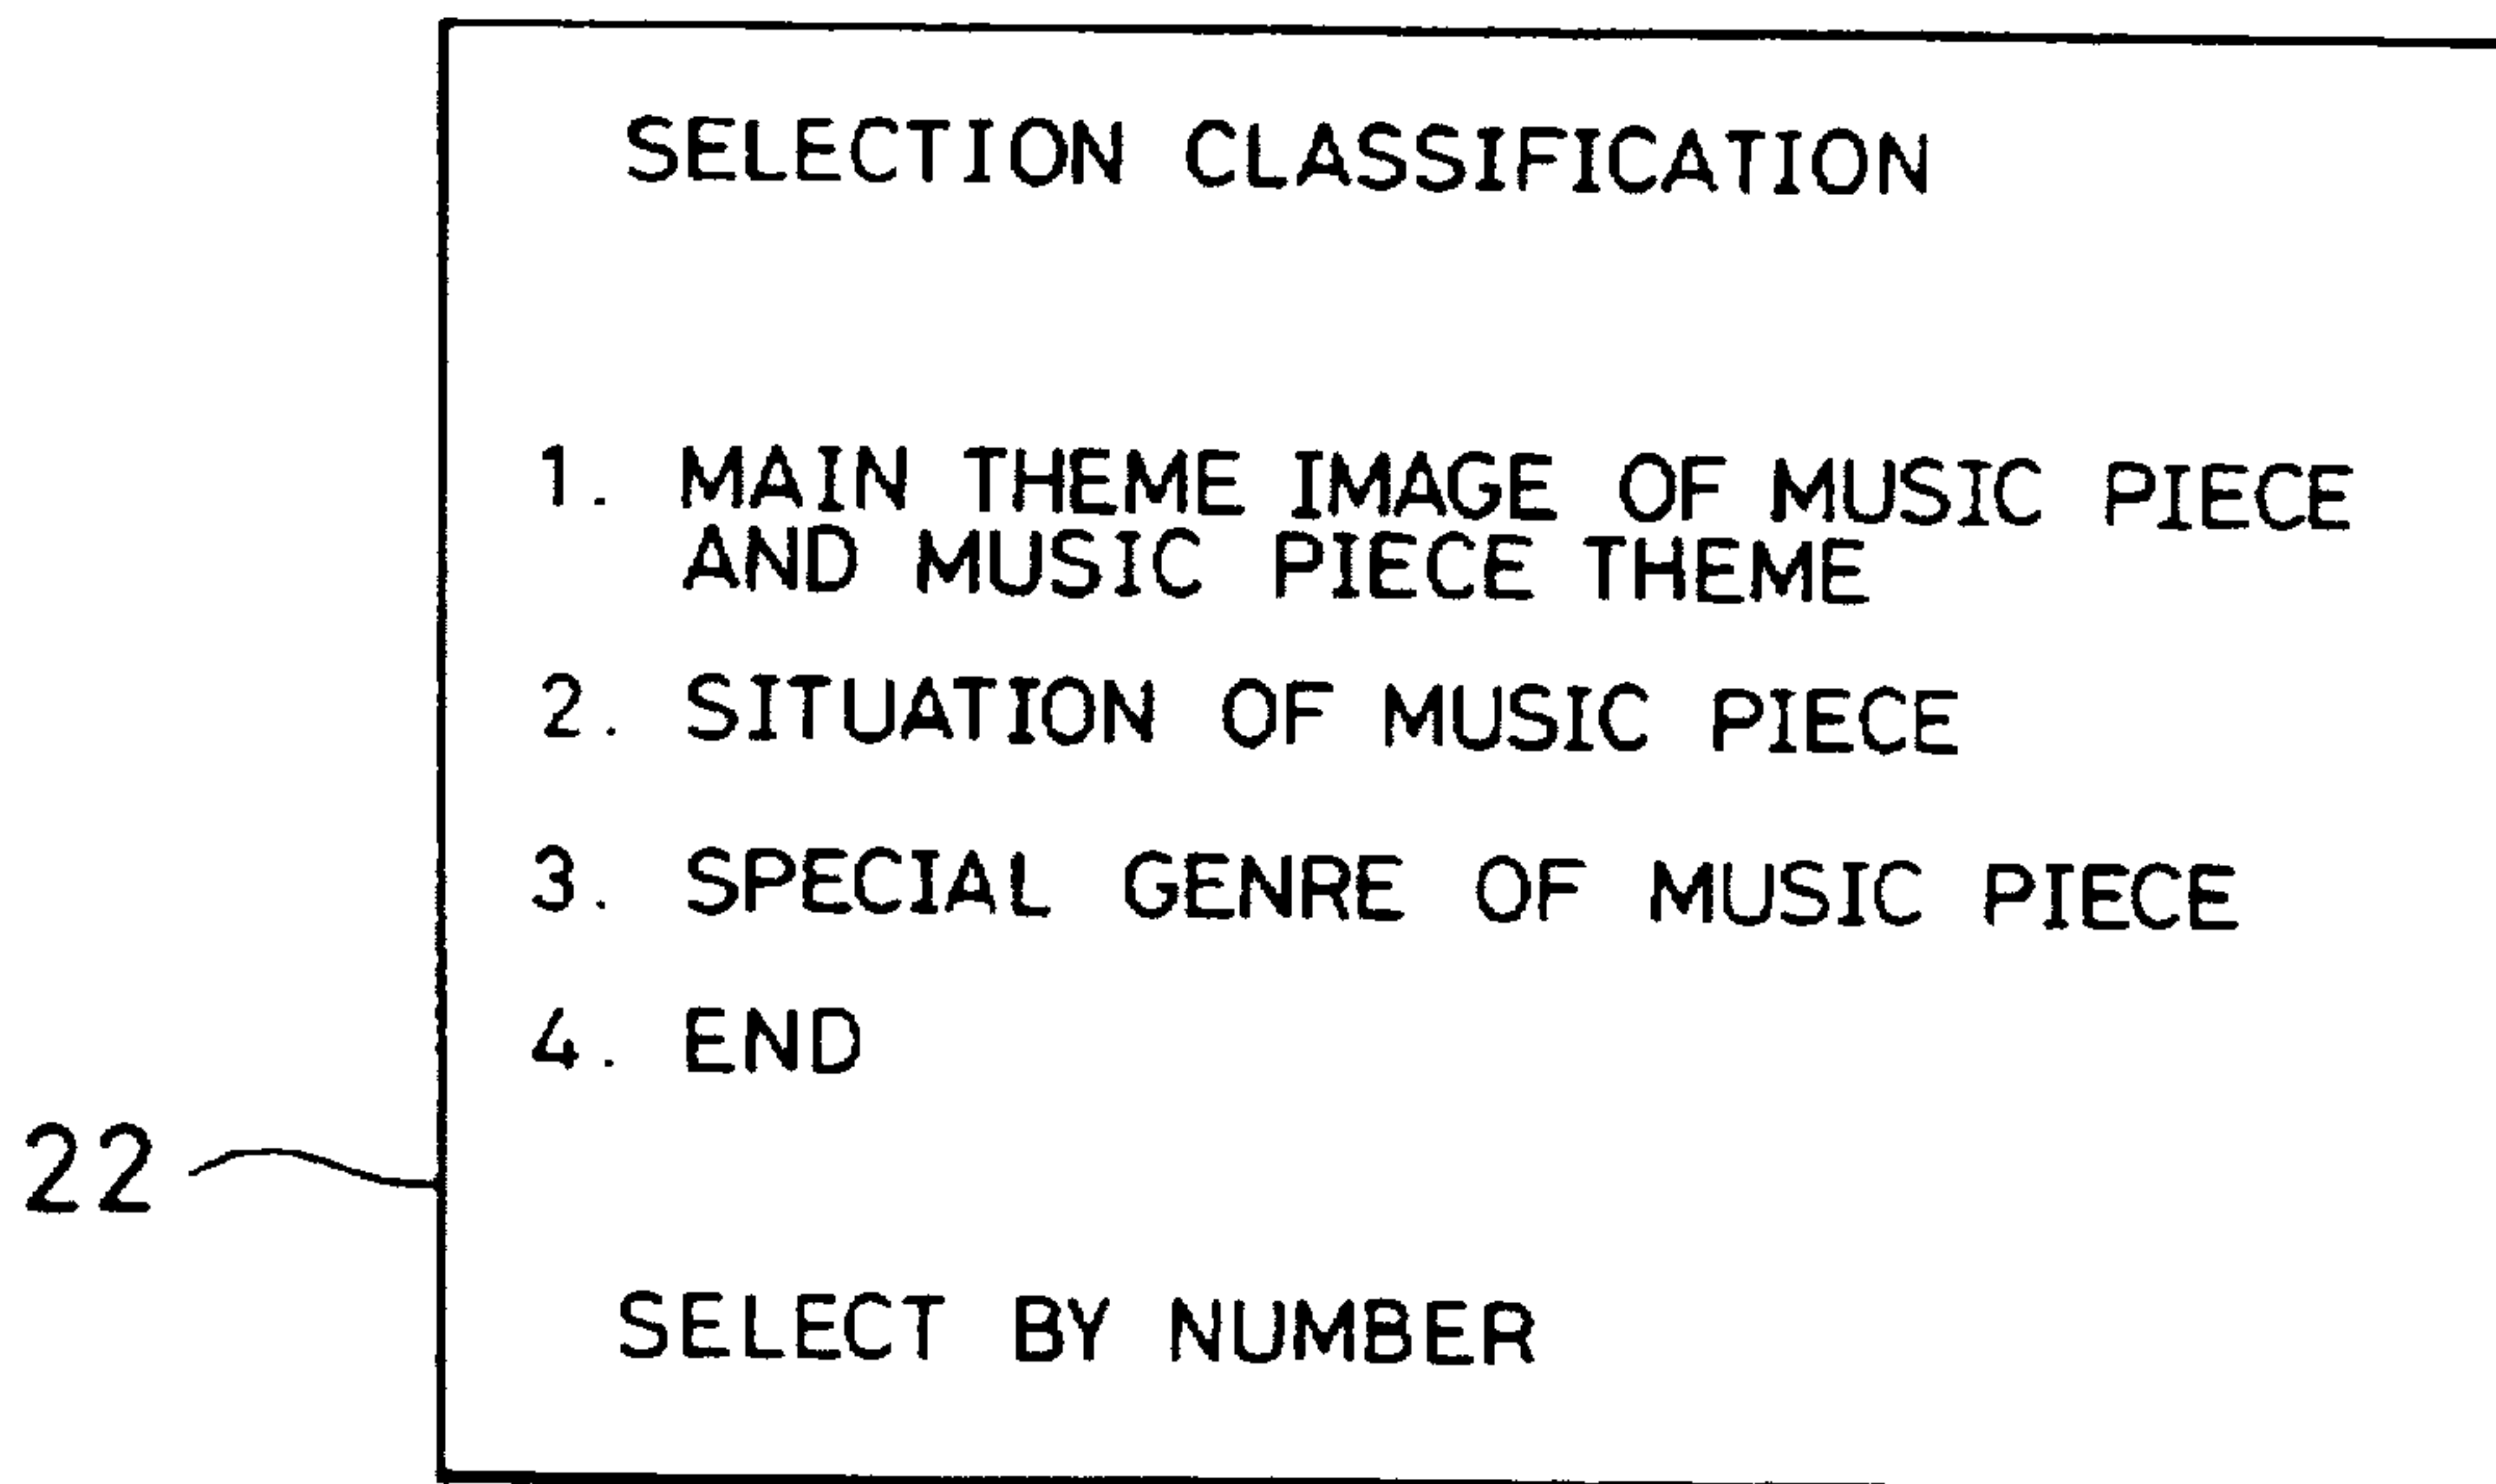 SELECTION CLASSIFICATION
1. MAIN THEME IMAGE OF MUSIC PIECE
AND MUSIC PIECE THEME
2. SITUATION OF MUSIC PIECE
3. SPECIAL GENRE OF MUSIC PIECE
4. END
22
SELECT BY NUMBER